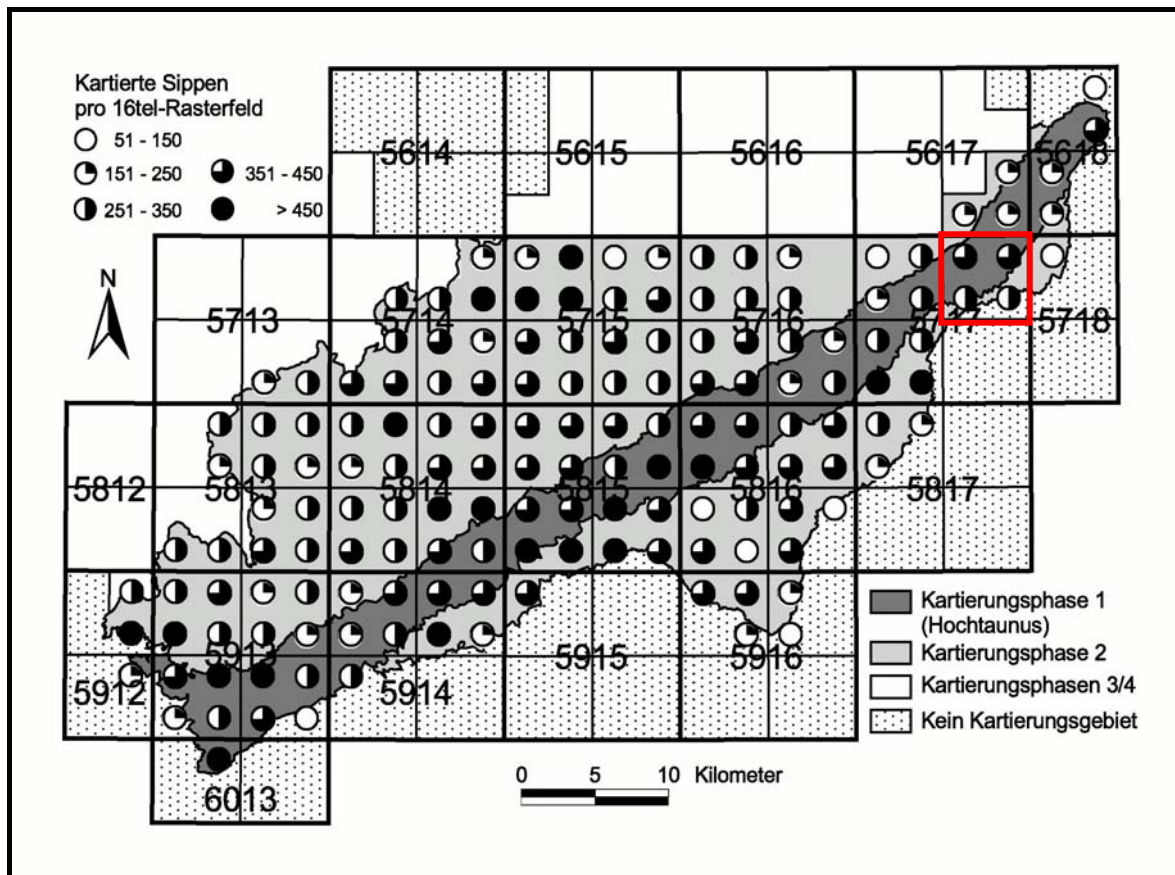 Kartierte Sippen
pro 16tel-Rasterfeld
51 - 150
151 - 250
351 - 450
251 - 350
> 450
5614
5615
5616
5617
5618
N
5713
5714
5715
5716
5717
5718
5812
5813
5814
5815
5816
5817
5912
5913
5914
5915
5916
6013
Kartierungsphase 1
(Hochtaunus)
Kartierungsphase 2
Kartierungsphasen 3/4
Kein Kartierungsgebiet
0 5 10 Kilometer